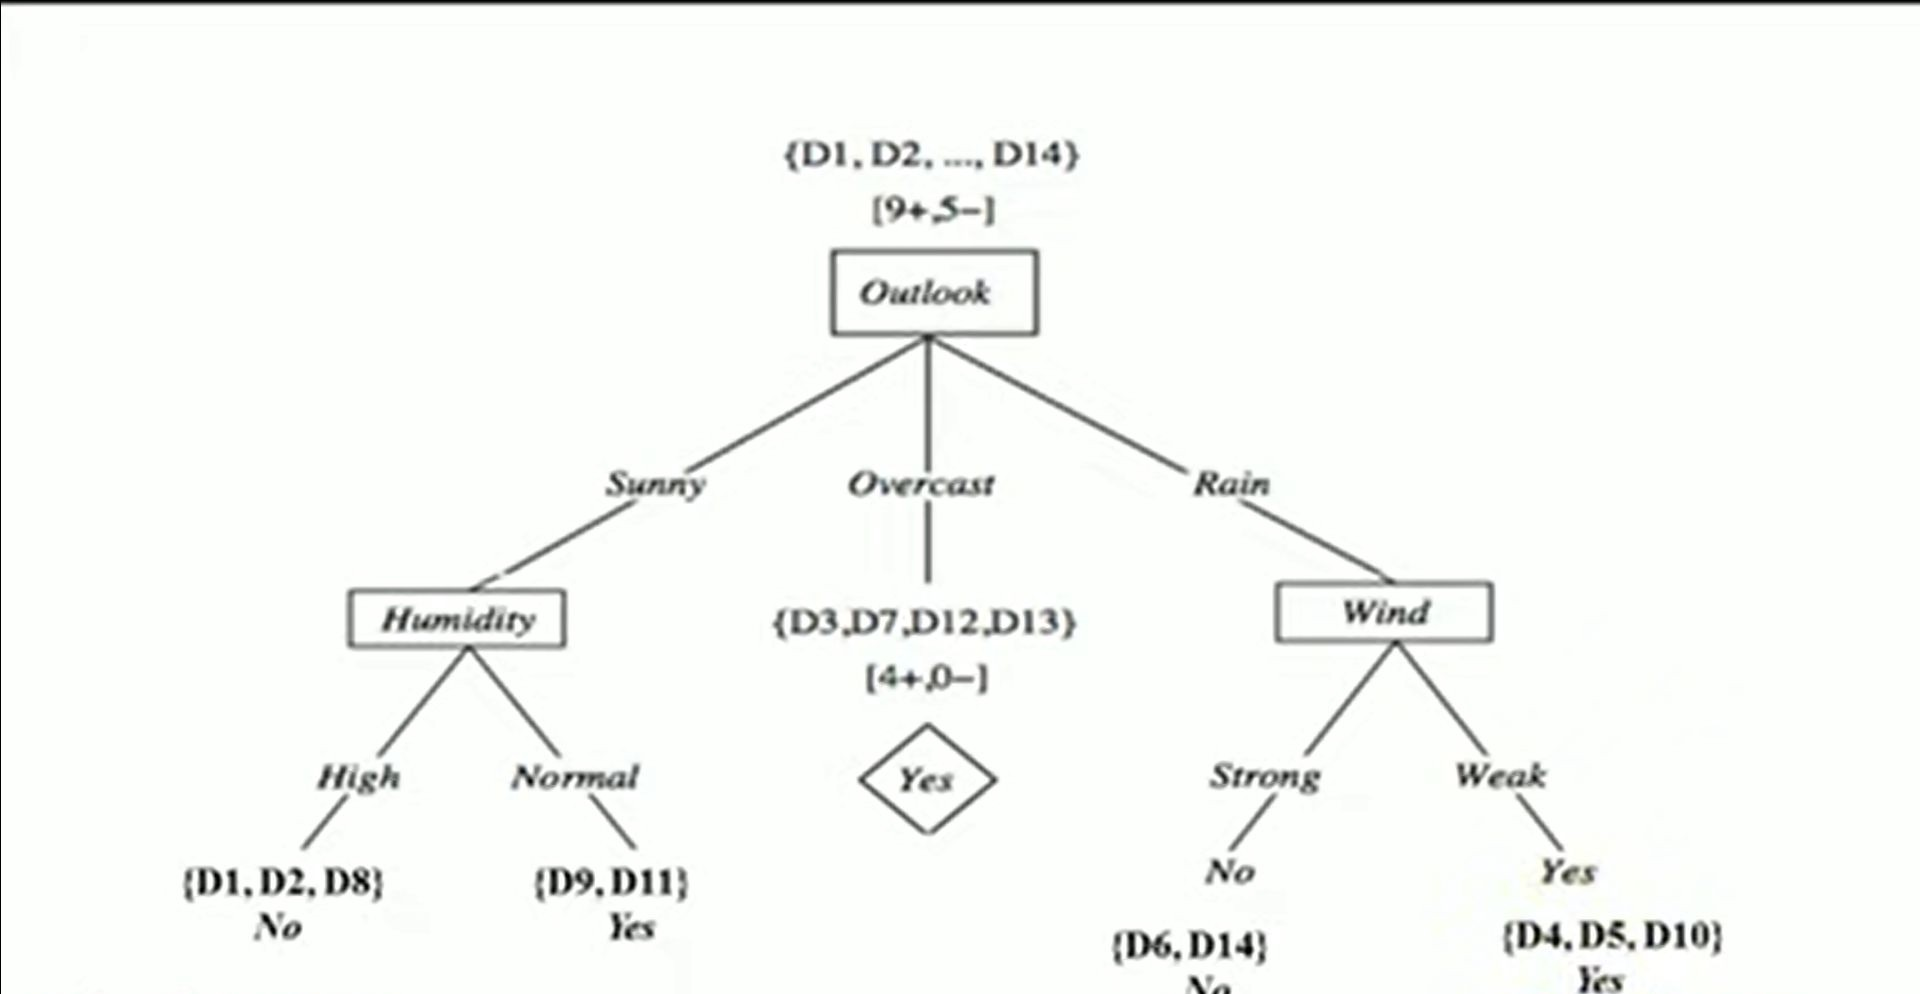 {D1, D2, ..., D14}
[9+,5−]
Outlook
Sunny Overcast Rain
Humidity {D3,D7,D12,D13} Wind
[4+,0−]
High Normal Yes Strong Weak
{D1, D2, D8} {D9, D11} No Yes
No Yes {D6, D14} {D4, D5, D10}
No Yes